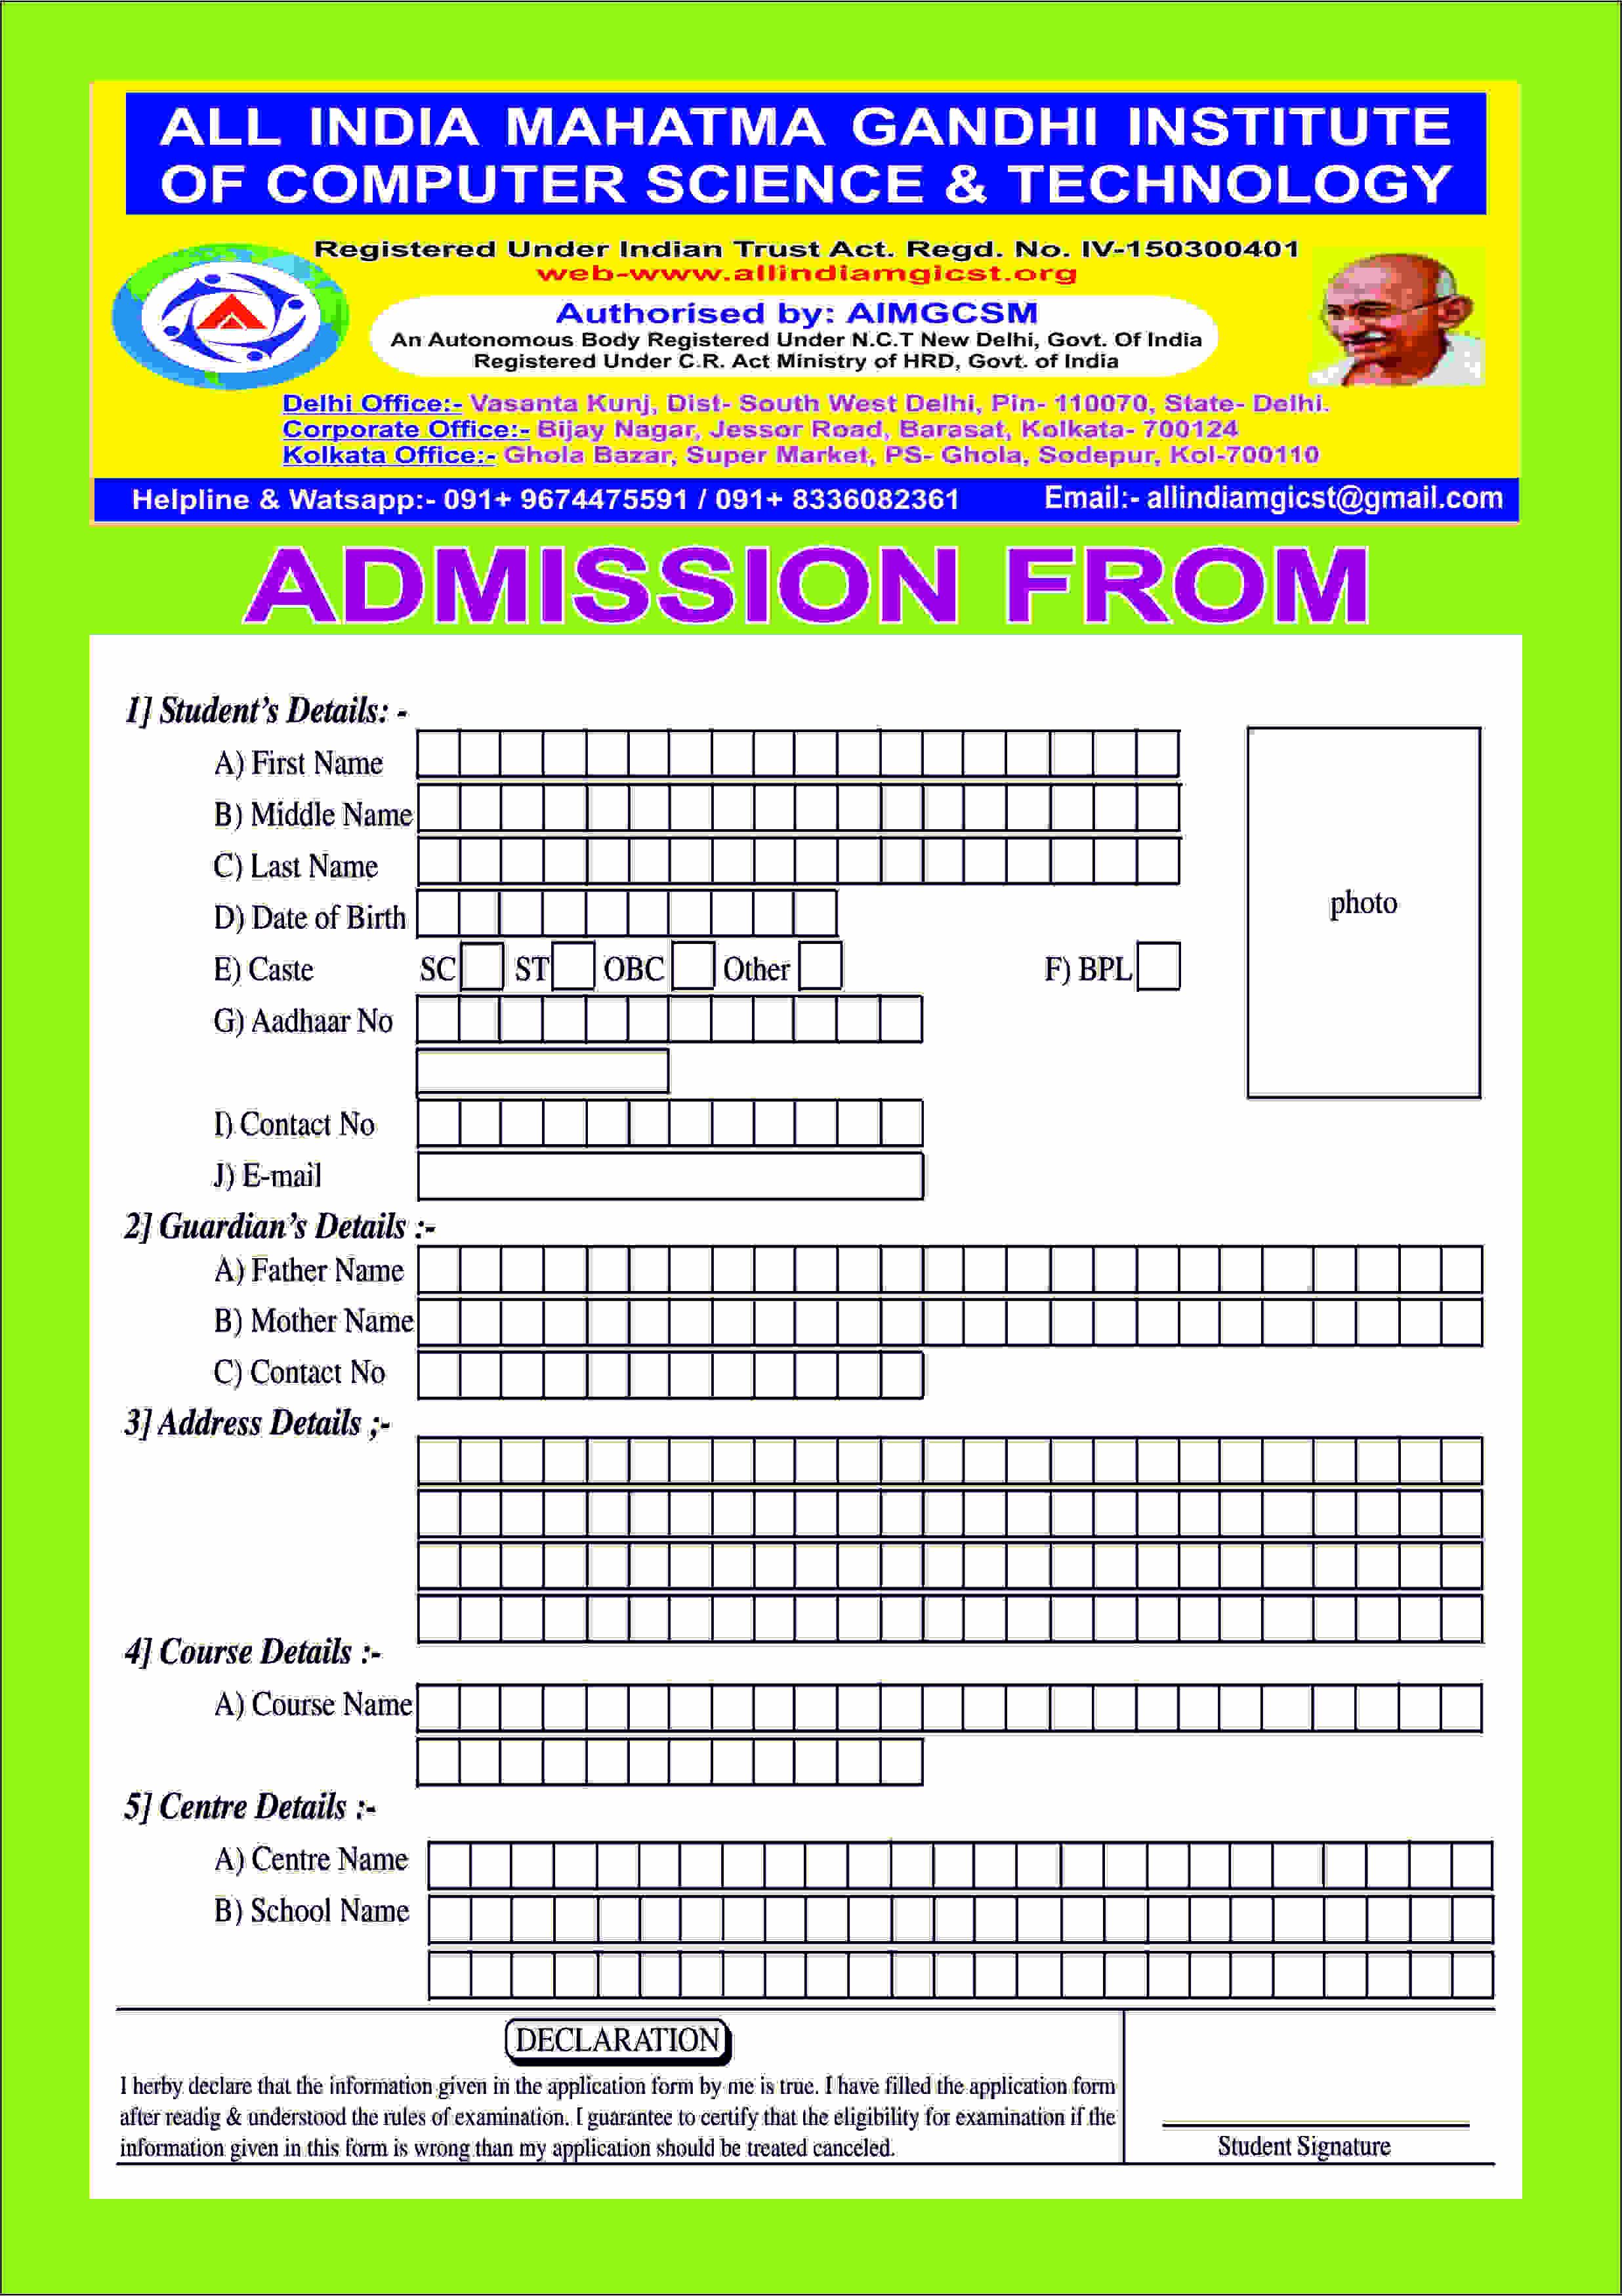 ALL INDIA MAHATMA GANDHI INSTITUTE
OF COMPUTER SCIENCE & TECHNOLOGY
Registered Under Indian Trust Act. Regd. No. IV-150300401
web-www.allindiamgicst.org
Authorised by: AIMGCSM
An Autonomous Body Registered Under N.C.T New Delhi, Govt. Of India
Registered Under C.R. Act Ministry of HRD, Govt. of India
Delhi Office:- Vasanta Kunj, Dist- South West Delhi, Pin- 110070, State- Delhi.
Corporate Office:- Bijay Nagar, Jessor Road, Barasat, Kolkata- 700124
Kolkata Office:- Ghola Bazar, Super Market, PS- Ghola, Sodepur, Kol-700110
Helpline & Watsapp:- 091+ 9674475591 / 091+ 8336082361 Email:- allindiamgicst@gmail.com
ADMISSION FROM
1] Student's Details: -
A) First Name
B) Middle Name
C) Last Name
photo
D) Date of Birth
E) Caste SC ST OBC Other F) BPL
G) Aadhaar No
I) Contact No
J) E-mail
2] Guardian's Details :-
A) Father Name
B) Mother Name
C) Contact No
3] Address Details ;-
4] Course Details :-
A) Course Name
5] Centre Details :-
A) Centre Name
B) School Name
DECLARATION
I herby declare that the information given in the application form by me is true. I have filled the application form
after readig & understood the rules of examination. I guarantee to certify that the eligibility for examination if the
information given in this form is wrong than my application should be treated canceled.
Student Signature